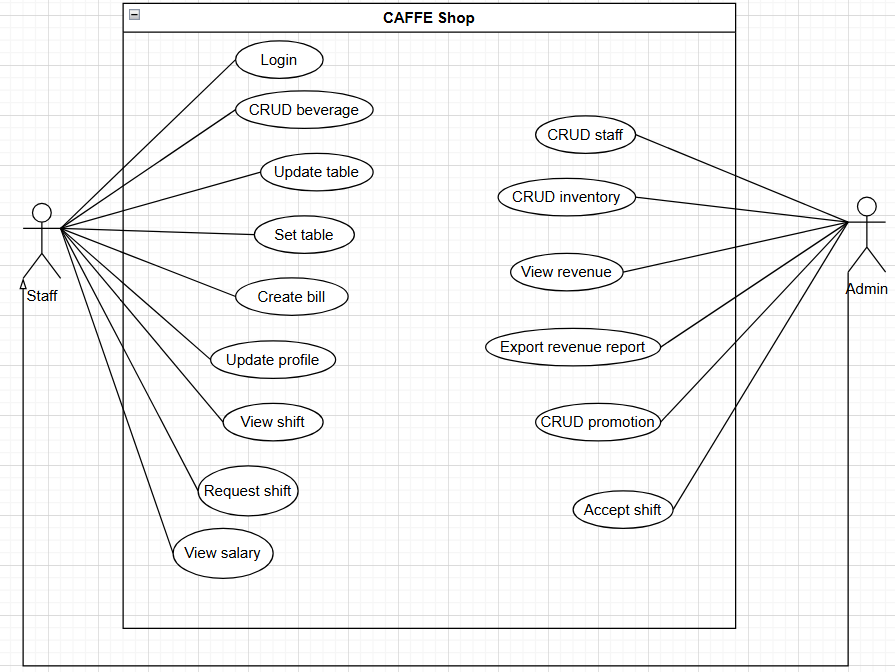 CAFFE Shop
Login
CRUD beverage
Update table
Set table
Create bill
Update profile
View shift
Request shift
View salary
CRUD staff
CRUD inventory
View revenue
Export revenue report
CRUD promotion
Accept shift
Staff
Admin